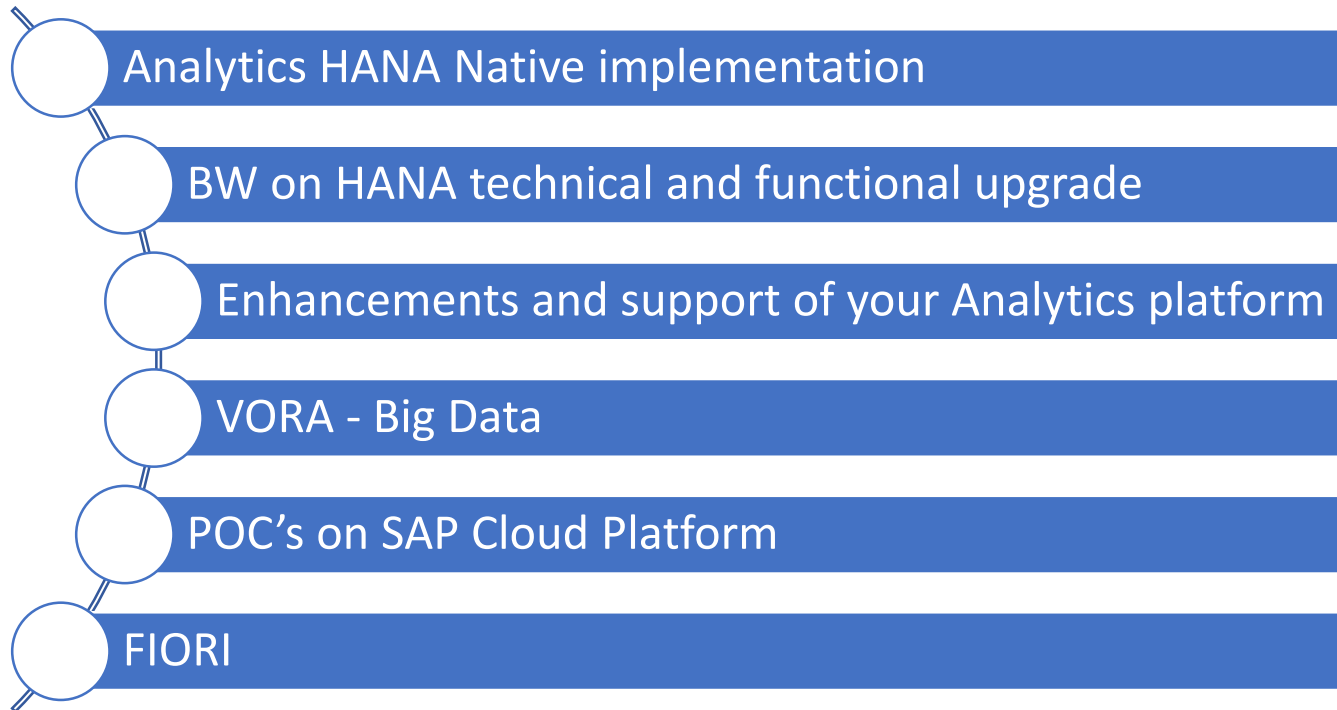 Analytics HANA Native implementation
BW on HANA technical and functional upgrade
Enhancements and support of your Analytics platform
VORA - Big Data
POC’s on SAP Cloud Platform
FIORI